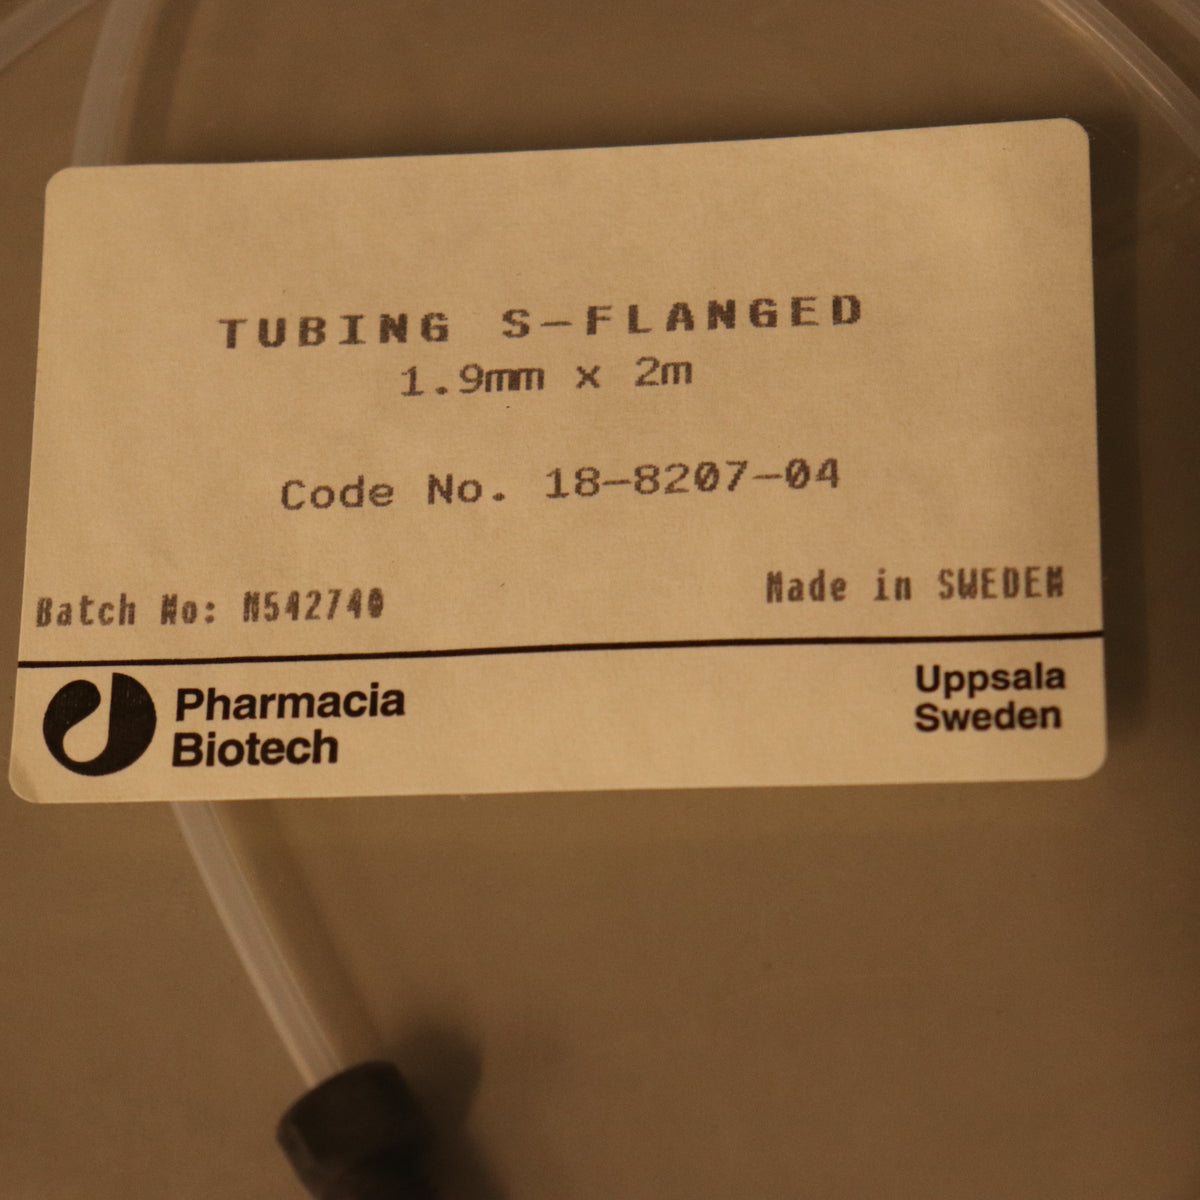 TUBING S-FLANGED
1.9mm x 2m
Code No. 18-8207-04
Batch No: N542740
Made in SWEDEN
Pharmacia
Biotech
Uppsala
Sweden